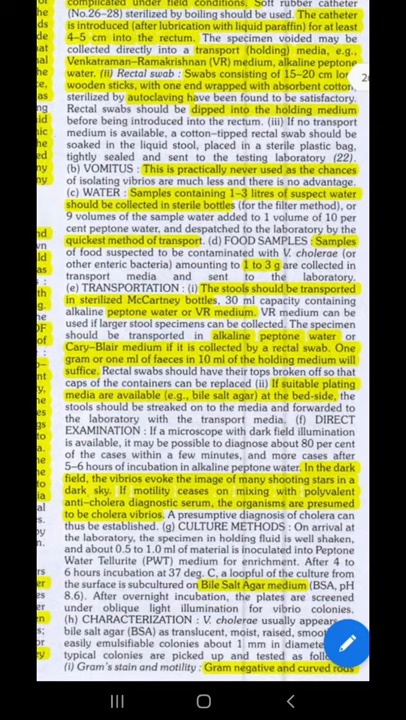 complicated under field conditions. Soft rubber catheter
(No.26–28) sterilized by boiling should be used. The catheter
is introduced (after lubrication with liquid paraffin) for at least
4–5 cm into the rectum. The specimen voided may be
collected directly into a transport (holding) media, e.g.,
Venkatraman-Ramakrishnan (VR) medium, alkaline peptone
water. (ii) Rectal swab : Swabs consisting of 15–20 cm long
wooden sticks, with one end wrapped with absorbent cotton,
sterilized by autoclaving have been found to be satisfactory.
Rectal swabs should be dipped into the holding medium
before being introduced into the rectum. (iii) If no transport
medium is available, a cotton-tipped rectal swab should be
soaked in the liquid stool, placed in a sterile plastic bag,
tightly sealed and sent to the testing laboratory (22).
(b) VOMITUS : This is practically never used as the chances
of isolating vibrios are much less and there is no advantage.
(c) WATER : Samples containing 1–3 litres of suspect water
should be collected in sterile bottles (for the filter method), or
9 volumes of the sample water added to 1 volume of 10 per
cent peptone water, and despatched to the laboratory by the
quickest method of transport. (d) FOOD SAMPLES : Samples
of food suspected to be contaminated with V. cholerae (or
other enteric bacteria) amounting to 1 to 3 g are collected in
transport media and sent to the laboratory.
(e) TRANSPORTATION : (i) The stools should be transported
in sterilized McCartney bottles, 30 ml capacity containing
alkaline peptone water or VR medium. VR medium can be
used if larger stool specimens can be collected. The specimen
should be transported in alkaline peptone water or
Cary–Blair medium if it is collected by a rectal swab. One
gram or one ml of faeces in 10 ml of the holding medium will
suffice. Rectal swabs should have their tops broken off so that
caps of the containers can be replaced (ii) If suitable plating
media are available (e.g., bile salt agar) at the bed-side, the
stools should be streaked on to the media and forwarded to
the laboratory with the transport media. (f) DIRECT
EXAMINATION : If a microscope with dark field illumination
is available, it may be possible to diagnose about 80 per cent
of the cases within a few minutes, and more cases after
5–6 hours of incubation in alkaline peptone water. In the dark
field, the vibrios evoke the image of many shooting stars in a
dark sky. If motility ceases on mixing with polyvalent
anti-cholera diagnostic serum, the organisms are presumed
to be cholera vibrios. A presumptive diagnosis of cholera can
thus be established. (g) CULTURE METHODS : On arrival at
the laboratory, the specimen in holding fluid is well shaken,
and about 0.5 to 1.0 ml of material is inoculated into Peptone
Water Tellurite (PWT) medium for enrichment. After 4 to
6 hours incubation at 37 deg. C, a loopful of the culture from
the surface is subcultured on Bile Salt Agar medium (BSA, pH
8.6). After overnight incubation, the plates are screened
under oblique light illumination for vibrio colonies.
(h) CHARACTERIZATION : V. cholerae usually appears
bile salt agar (BSA) as translucent, moist, raised,
easily emulsifiable colonies about 1 mm in
typical colonies are picked up and tested as
(i) Gram's stain and motility : Gram negative and curved rods